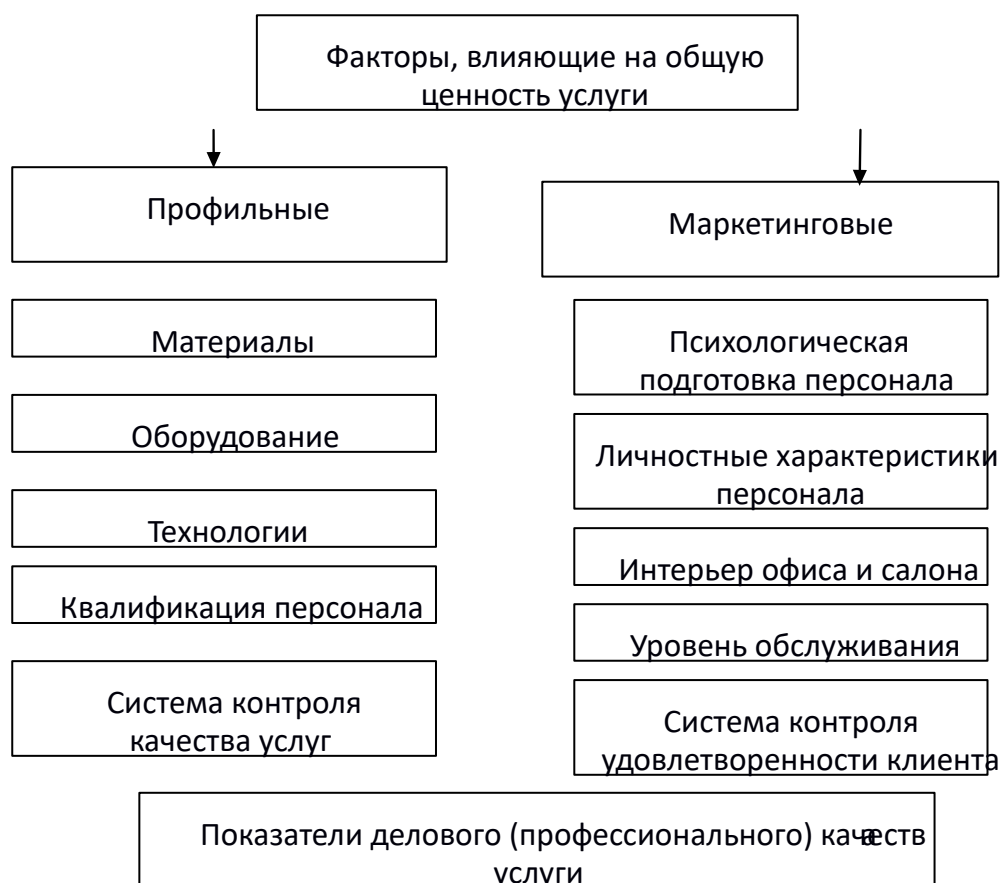 Факторы, влияющие на общую
ценность услуги
Профильные
Маркетинговые
Материалы
Оборудование
Технологии
Квалификация персонала
Система контроля
качества услуг
Психологическая
подготовка персонала
Личностные характеристики
персонала
Интерьер офиса и салона
Уровень обслуживания
Система контроля
удовлетворенности клиента
Показатели делового (профессионального) качеств
услуги